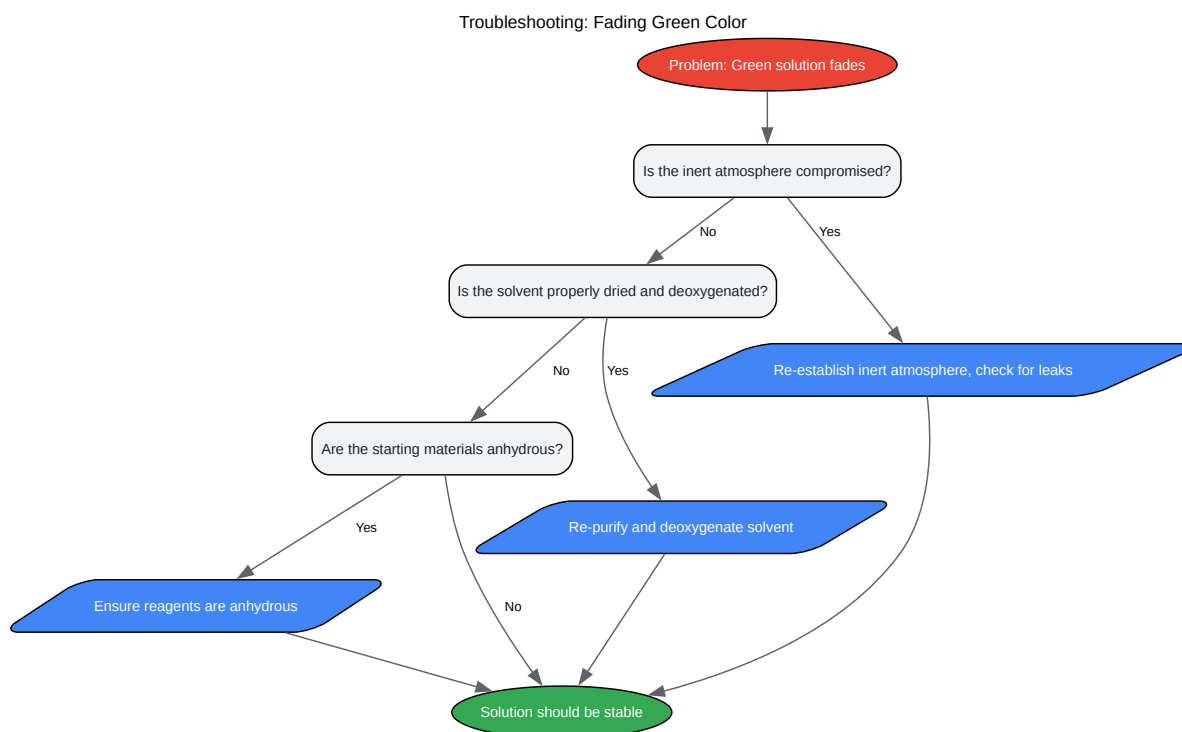 Troubleshooting: Fading Green Color
Problem: Green solution fades
Is the inert atmosphere compromised?
No
Yes
Is the solvent properly dried and deoxygenated?
No
Yes
Re-establish inert atmosphere, check for leaks
Are the starting materials anhydrous?
Yes
Re-purify and deoxygenate solvent
Ensure reagents are anhydrous
No
Solution should be stable